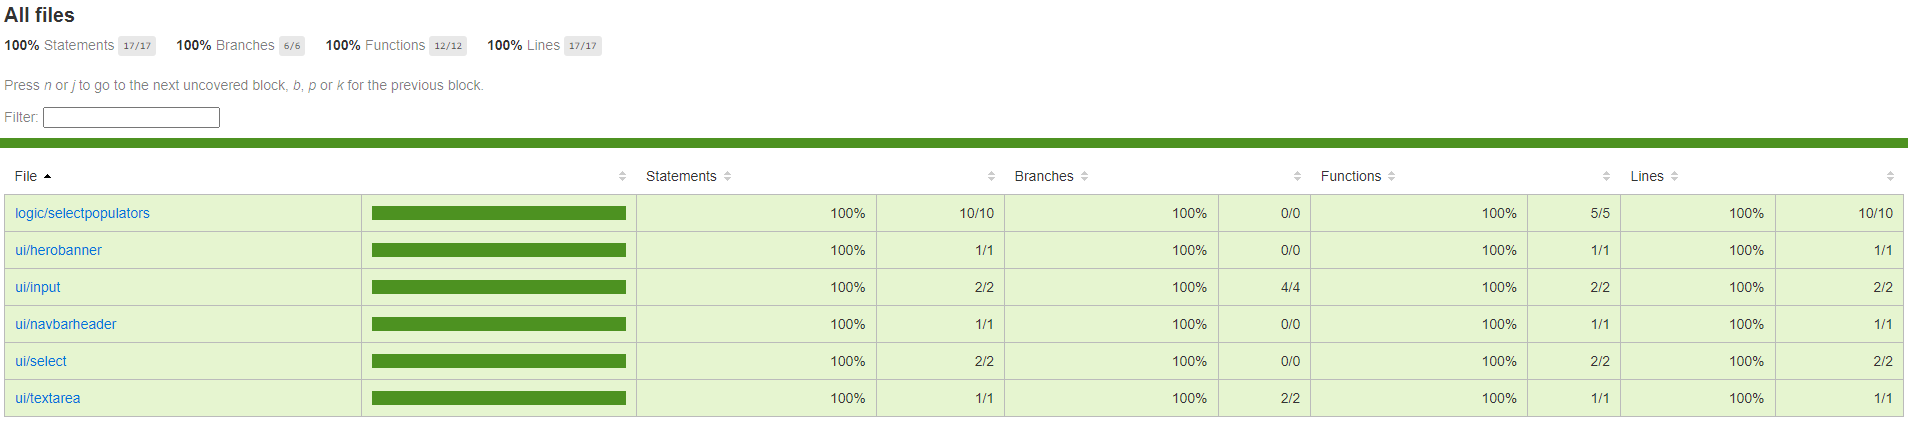 All files
100% Statements 17/17 100% Branches 6/6 100% Functions 12/12 100% Lines 17/17
Press n or j to go to the next uncovered block, b, p or k for the previous block.
Filter:
File Statements Branches Functions Lines
logic/selectpopulators 100% 10/10 100% 0/0 100% 5/5 100% 10/10
ui/herobanner 100% 1/1 100% 0/0 100% 1/1 100% 1/1
ui/input 100% 2/2 100% 4/4 100% 2/2 100% 2/2
ui/navbarheader 100% 1/1 100% 0/0 100% 1/1 100% 1/1
ui/select 100% 2/2 100% 0/0 100% 2/2 100% 2/2
ui/textarea 100% 1/1 100% 2/2 100% 1/1 100% 1/1